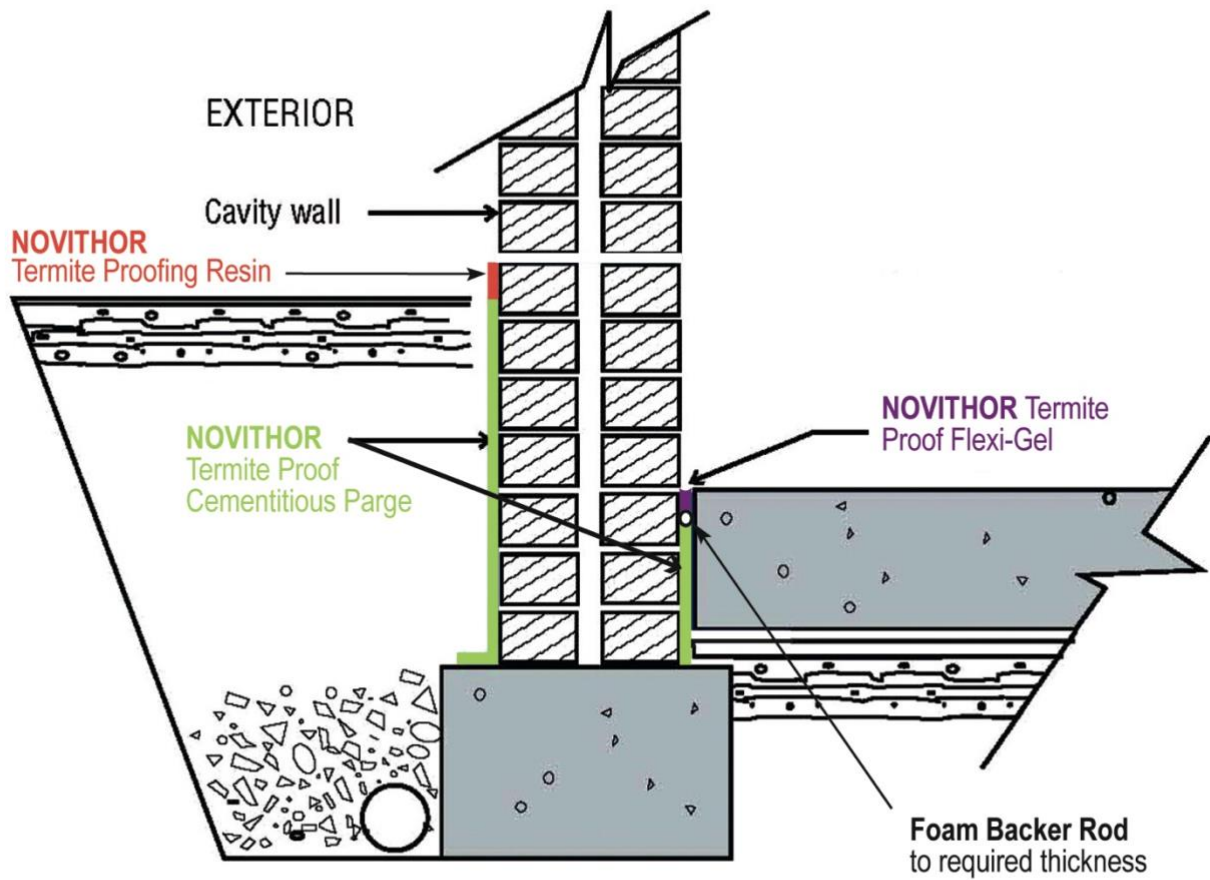 EXTERIOR
Cavity wall
NOVITHOR
Termite Proofing Resin
NOVITHOR Termite
Proof Flexi-Gel
NOVITHOR
Termite Proof
Cementitious Parge
Foam Backer Rod
to required thickness